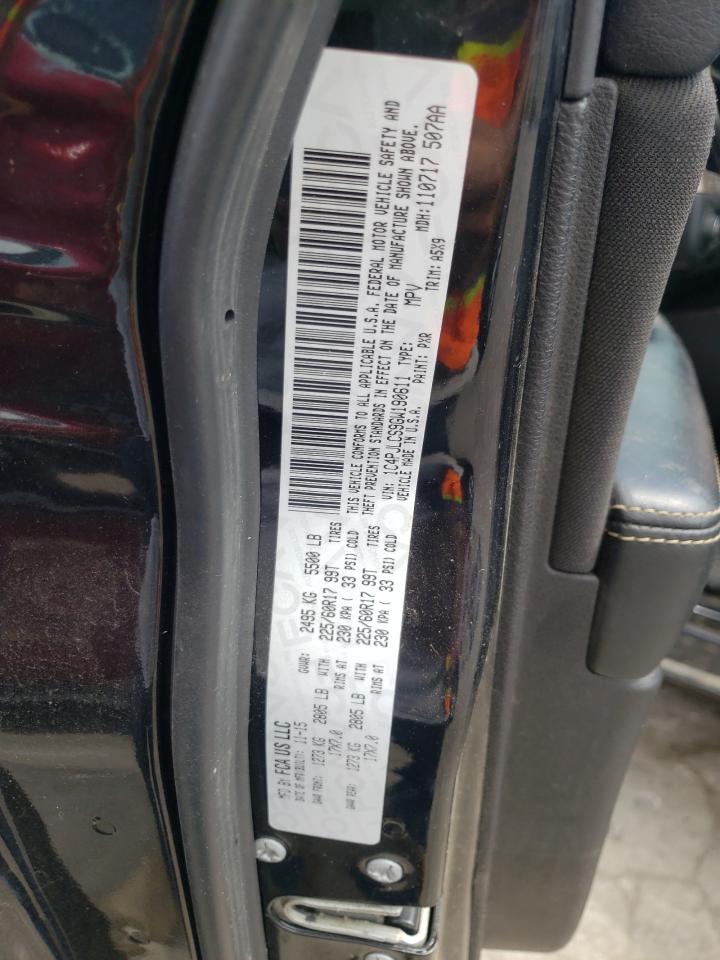 MFD BY FCA US LLC
DATE OF MFR(BUILT): 11-15 GVWR: 2495 KG 5500 LB
GAWR FRONT: 1273 KG 2805 LB WITH 225/60R17 99T TIRES
17X7.0 RIMS AT 230 KPA ( 33 PSI) COLD
GAWR REAR: 1273 KG 2805 LB WITH 225/60R17 99T TIRES
17X7.0 RIMS AT 230 KPA ( 33 PSI) COLD
THIS VEHICLE CONFORMS TO ALL APPLICABLE U.S.A. FEDERAL MOTOR VEHICLE SAFETY AND
THEFT PREVENTION STANDARDS IN EFFECT ON THE DATE OF MANUFACTURE SHOWN ABOVE.
VIN: 1C4PJLCS9GW190611 TYPE: MPV MDH:110717 507AA
VEHICLE MADE IN U.S.A. PAINT: PXR TRIM: A5X9